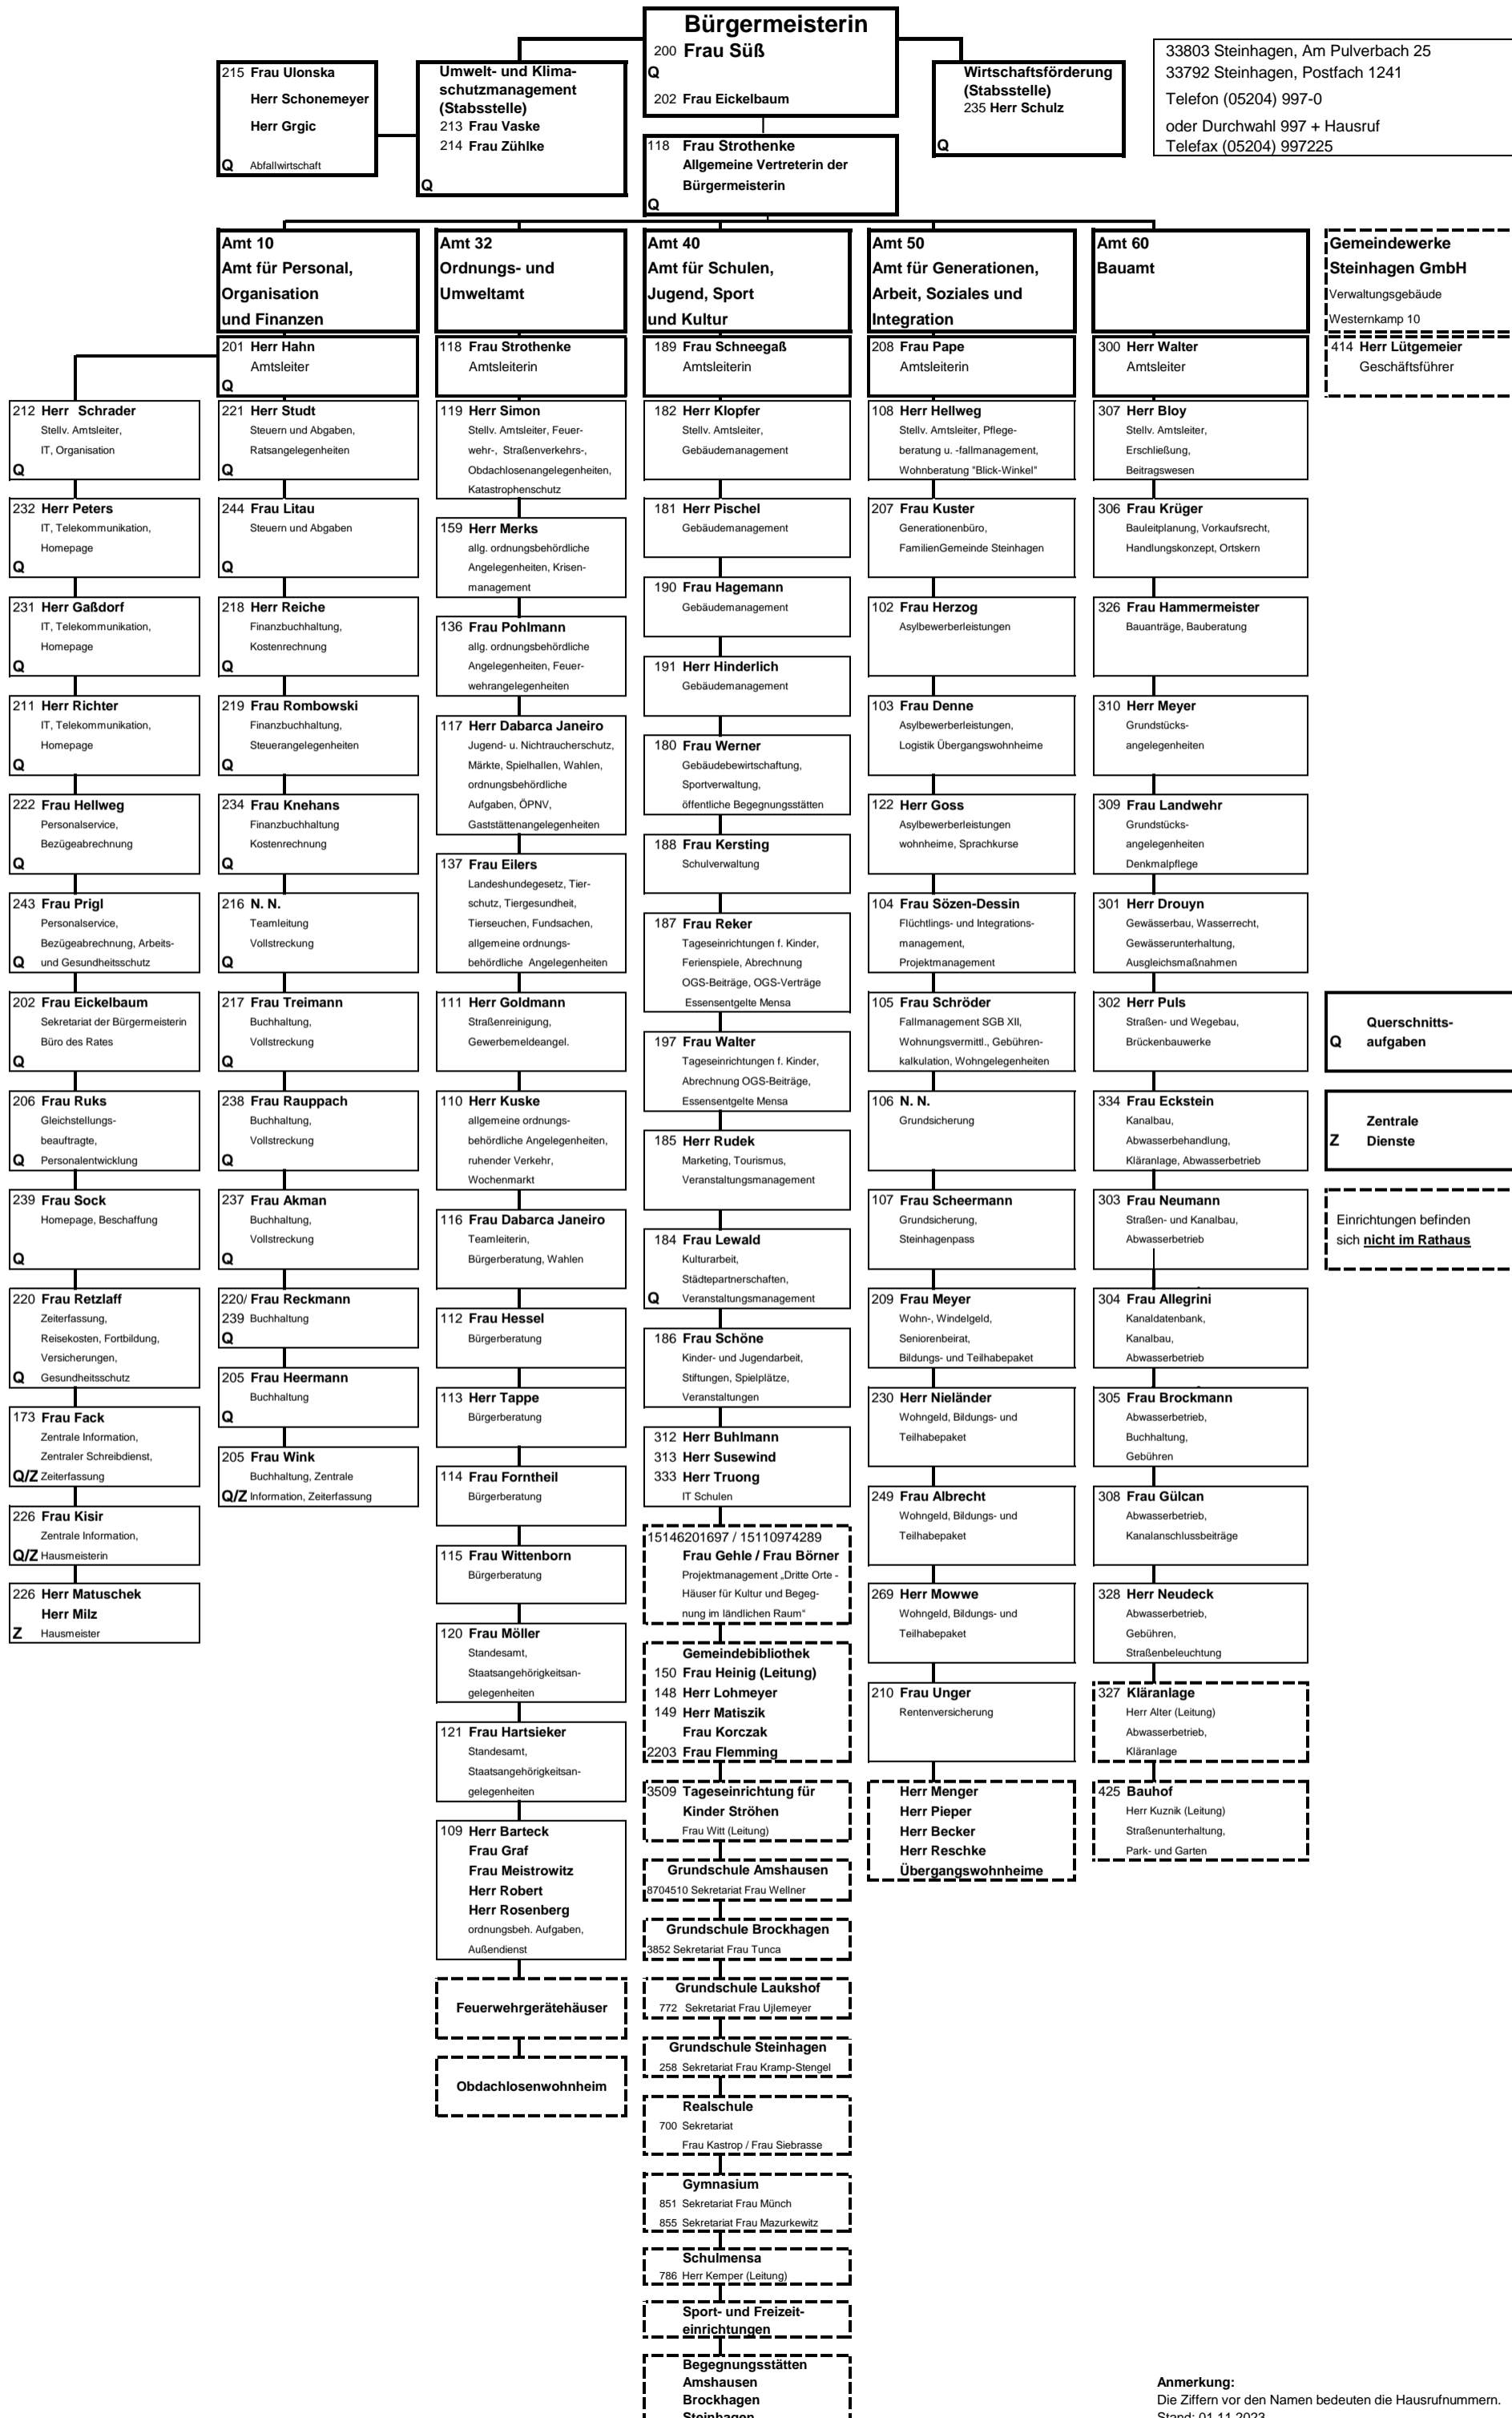 Bürgermeisterin
200 Frau Süß
Q
202 Frau Eickelbaum
215 Frau Ulonska
Herr Schonemeyer
Herr Grgic
Q Abfallwirtschaft
Umwelt- und Klima-
schutzmanagement
(Stabsstelle)
213 Frau Vaske
214 Frau Zühlke
Q
118 Frau Strothenke
Allgemeine Vertreterin der
Bürgermeisterin
Q
Wirtschaftsförderung
(Stabsstelle)
235 Herr Schulz
Q
33803 Steinhagen, Am Pulverbach 25
33792 Steinhagen, Postfach 1241
Telefon (05204) 997-0
oder Durchwahl 997 + Hausruf
Telefax (05204) 997225
Amt 10
Amt für Personal,
Organisation
und Finanzen
201 Herr Hahn
Amtsleiter
Q
212 Herr Schrader
Stellv. Amtsleiter,
IT, Organisation
Q
232 Herr Peters
IT, Telekommunikation,
Homepage
Q
231 Herr Gaßdorf
IT, Telekommunikation,
Homepage
Q
211 Herr Richter
IT, Telekommunikation,
Homepage
Q
222 Frau Hellweg
Personalservice,
Bezügeabrechnung
Q
243 Frau Prigl
Personalservice,
Bezügeabrechnung, Arbeits-
Q und Gesundheitsschutz
202 Frau Eickelbaum
Sekretariat der Bürgermeisterin
Büro des Rates
Q
206 Frau Ruks
Gleichstellungs-
beauftragte,
Q Personalentwicklung
239 Frau Sock
Homepage, Beschaffung
Q
220 Frau Retzlaff
Zeiterfassung,
Reisekosten, Fortbildung,
Versicherungen,
Q Gesundheitsschutz
173 Frau Fack
Zentrale Information,
Zentraler Schreibdienst,
Q/Z Zeiterfassung
226 Frau Kisir
Zentrale Information,
Q/Z Hausmeisterin
226 Herr Matuschek
Herr Milz
Z Hausmeister
221 Herr Studt
Steuern und Abgaben,
Ratsangelegenheiten
Q
244 Frau Litau
Steuern und Abgaben
Q
218 Herr Reiche
Finanzbuchhaltung,
Kostenrechnung
Q
219 Frau Rombowski
Finanzbuchhaltung,
Steuerangelegenheiten
Q
234 Frau Knehans
Finanzbuchhaltung
Kostenrechnung
Q
216 N. N.
Teamleitung
Vollstreckung
Q
217 Frau Treimann
Buchhaltung,
Vollstreckung
Q
238 Frau Rauppach
Buchhaltung,
Vollstreckung
Q
237 Frau Akman
Buchhaltung,
Vollstreckung
Q
220/ Frau Reckmann
239 Buchhaltung
Q
205 Frau Heermann
Buchhaltung
Q
205 Frau Wink
Buchhaltung, Zentrale
Q/Z Information, Zeiterfassung
Amt 32
Ordnungs- und
Umweltamt
118 Frau Strothenke
Amtsleiterin
119 Herr Simon
Stellv. Amtsleiter, Feuer-
wehr-, Straßenverkehrs-,
Obdachlosenangelegenheiten,
Katastrophenschutz
159 Herr Merks
allg. ordnungsbehördliche
Angelegenheiten, Krisen-
management
136 Frau Pohlmann
allg. ordnungsbehördliche
Angelegenheiten, Feuer-
wehrangelegenheiten
117 Herr Dabarca Janeiro
Jugend- u. Nichtraucherschutz,
Märkte, Spielhallen, Wahlen,
ordnungsbehördliche
Aufgaben, ÖPNV,
Gaststättenangelegenheiten
137 Frau Eilers
Landeshundegesetz, Tier-
schutz, Tiergesundheit,
Tierseuchen, Fundsachen,
allgemeine ordnungs-
behördliche Angelegenheiten
111 Herr Goldmann
Straßenreinigung,
Gewerbemeldeangel.
110 Herr Kuske
allgemeine ordnungs-
behördliche Angelegenheiten,
ruhender Verkehr,
Wochenmarkt
116 Frau Dabarca Janeiro
Teamleiterin,
Bürgerberatung, Wahlen
112 Frau Hessel
Bürgerberatung
113 Herr Tappe
Bürgerberatung
114 Frau Forntheil
Bürgerberatung
115 Frau Wittenborn
Bürgerberatung
120 Frau Möller
Standesamt,
Staatsangehörigkeitsan-
gelegenheiten
121 Frau Hartsieker
Standesamt,
Staatsangehörigkeitsan-
gelegenheiten
109 Herr Barteck
Frau Graf
Frau Meistrowitz
Herr Robert
Herr Rosenberg
ordnungsbeh. Aufgaben,
Außendienst
Feuerwehrgerätehäuser
Obdachlosenwohnheim
Amt 40
Amt für Schulen,
Jugend, Sport
und Kultur
189 Frau Schneegaß
Amtsleiterin
182 Herr Klopfer
Stellv. Amtsleiter,
Gebäudemanagement
181 Herr Pischel
Gebäudemanagement
190 Frau Hagemann
Gebäudemanagement
191 Herr Hinderlich
Gebäudemanagement
180 Frau Werner
Gebäudebewirtschaftung,
Sportverwaltung,
öffentliche Begegnungsstätten
188 Frau Kersting
Schulverwaltung
187 Frau Reker
Tageseinrichtungen f. Kinder,
Ferienspiele, Abrechnung
OGS-Beiträge, OGS-Verträge
Essensentgelte Mensa
197 Frau Walter
Tageseinrichtungen f. Kinder,
Abrechnung OGS-Beiträge,
Essensentgelte Mensa
185 Herr Rudek
Marketing, Tourismus,
Veranstaltungsmanagement
184 Frau Lewald
Kulturarbeit,
Städtepartnerschaften,
Q Veranstaltungsmanagement
186 Frau Schöne
Kinder- und Jugendarbeit,
Stiftungen, Spielplätze,
Veranstaltungen
312 Herr Buhlmann
313 Herr Susewind
333 Herr Truong
IT Schulen
15146201697 / 15110974289
Frau Gehle / Frau Börner
Projektmanagement „Dritte Orte -
Häuser für Kultur und Begeg-
nung im ländlichen Raum"
Gemeindebibliothek
150 Frau Heinig (Leitung)
148 Herr Lohmeyer
149 Herr Matiszik
Frau Korczak
2203 Frau Flemming
3509 Tageseinrichtung für
Kinder Ströhen
Frau Witt (Leitung)
Grundschule Amshausen
8704510 Sekretariat Frau Wellner
Grundschule Brockhagen
3852 Sekretariat Frau Tunca
Grundschule Laukshof
772 Sekretariat Frau Ujlemeyer
Grundschule Steinhagen
258 Sekretariat Frau Kramp-Stengel
Realschule
700 Sekretariat
Frau Kastrop / Frau Siebrasse
Gymnasium
851 Sekretariat Frau Münch
855 Sekretariat Frau Mazurkewitz
Schulmensa
786 Herr Kemper (Leitung)
Sport- und Freizeit-
einrichtungen
Begegnungsstätten
Amshausen
Brockhagen
Steinhagen
Amt 50
Amt für Generationen,
Arbeit, Soziales und
Integration
208 Frau Pape
Amtsleiterin
108 Herr Hellweg
Stellv. Amtsleiter, Pflege-
beratung u. -fallmanagement,
Wohnberatung "Blick-Winkel"
207 Frau Kuster
Generationenbüro,
FamilienGemeinde Steinhagen
102 Frau Herzog
Asylbewerberleistungen
103 Frau Denne
Asylbewerberleistungen,
Logistik Übergangswohnheime
122 Herr Goss
Asylbewerberleistungen
wohnheime, Sprachkurse
104 Frau Sözen-Dessin
Flüchtlings- und Integrations-
management,
Projektmanagement
105 Frau Schröder
Fallmanagement SGB XII,
Wohnungsvermittl., Gebühren-
kalkulation, Wohngelegenheiten
106 N. N.
Grundsicherung
107 Frau Scheermann
Grundsicherung,
Steinhagenpass
209 Frau Meyer
Wohn-, Windelgeld,
Seniorenbeirat,
Bildungs- und Teilhabepaket
230 Herr Nieländer
Wohngeld, Bildungs- und
Teilhabepaket
249 Frau Albrecht
Wohngeld, Bildungs- und
Teilhabepaket
269 Herr Mowwe
Wohngeld, Bildungs- und
Teilhabepaket
210 Frau Unger
Rentenversicherung
Herr Menger
Herr Pieper
Herr Becker
Herr Reschke
Übergangswohnheime
Amt 60
Bauamt
300 Herr Walter
Amtsleiter
307 Herr Bloy
Stellv. Amtsleiter,
Erschließung,
Beitragswesen
306 Frau Krüger
Bauleitplanung, Vorkaufsrecht,
Handlungskonzept, Ortskern
326 Frau Hammermeister
Bauanträge, Bauberatung
310 Herr Meyer
Grundstücks-
angelegenheiten
309 Frau Landwehr
Grundstücks-
angelegenheiten
Denkmalpflege
301 Herr Drouyn
Gewässerbau, Wasserrecht,
Gewässerunterhaltung,
Ausgleichsmaßnahmen
302 Herr Puls
Straßen- und Wegebau,
Brückenbauwerke
334 Frau Eckstein
Kanalbau,
Abwasserbehandlung,
Kläranlage, Abwasserbetrieb
303 Frau Neumann
Straßen- und Kanalbau,
Abwasserbetrieb
304 Frau Allegrini
Kanaldatenbank,
Kanalbau,
Abwasserbetrieb
305 Frau Brockmann
Abwasserbetrieb,
Buchhaltung,
Gebühren
308 Frau Gülcan
Abwasserbetrieb,
Kanalanschlussbeiträge
328 Herr Neudeck
Abwasserbetrieb,
Gebühren,
Straßenbeleuchtung
327 Kläranlage
Herr Alter (Leitung)
Abwasserbetrieb,
Kläranlage
425 Bauhof
Herr Kuznik (Leitung)
Straßenunterhaltung,
Park- und Garten
Gemeindewerke
Steinhagen GmbH
Verwaltungsgebäude
Westernkamp 10
414 Herr Lütgemeier
Geschäftsführer
Querschnitts-
Q aufgaben
Zentrale
Z Dienste
Einrichtungen befinden
sich nicht im Rathaus
Anmerkung:
Die Ziffern vor den Namen bedeuten die Hausrufnummern.
Stand: 01.11.2023